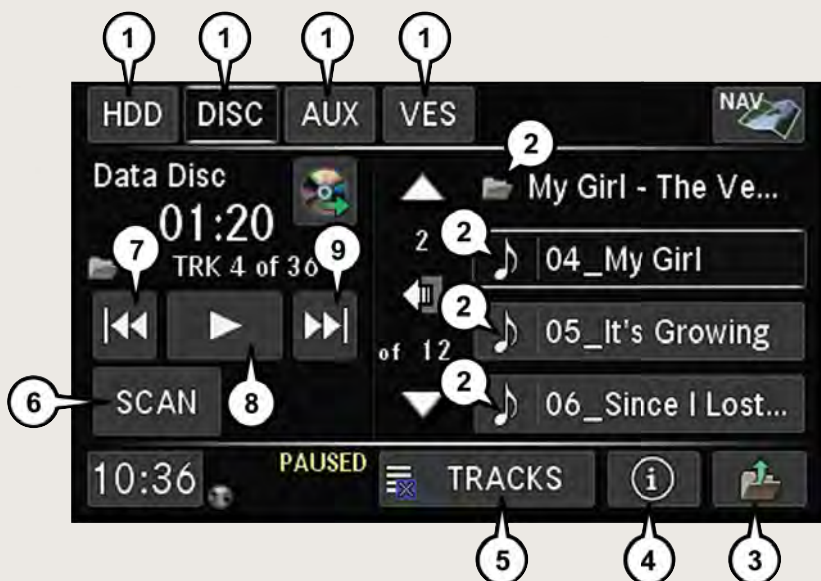 1 1 1 1
HDD DISC AUX VES NAV
2
Data Disc
My Girl - The Ve...
01:20
7 9
2
2
04_My Girl
TRK 4 of 36
2
05_It's Growing
of 12
2
6
SCAN
8
06_Since I Lost...
10:36
PAUSED
TRACKS
i
5 4 3